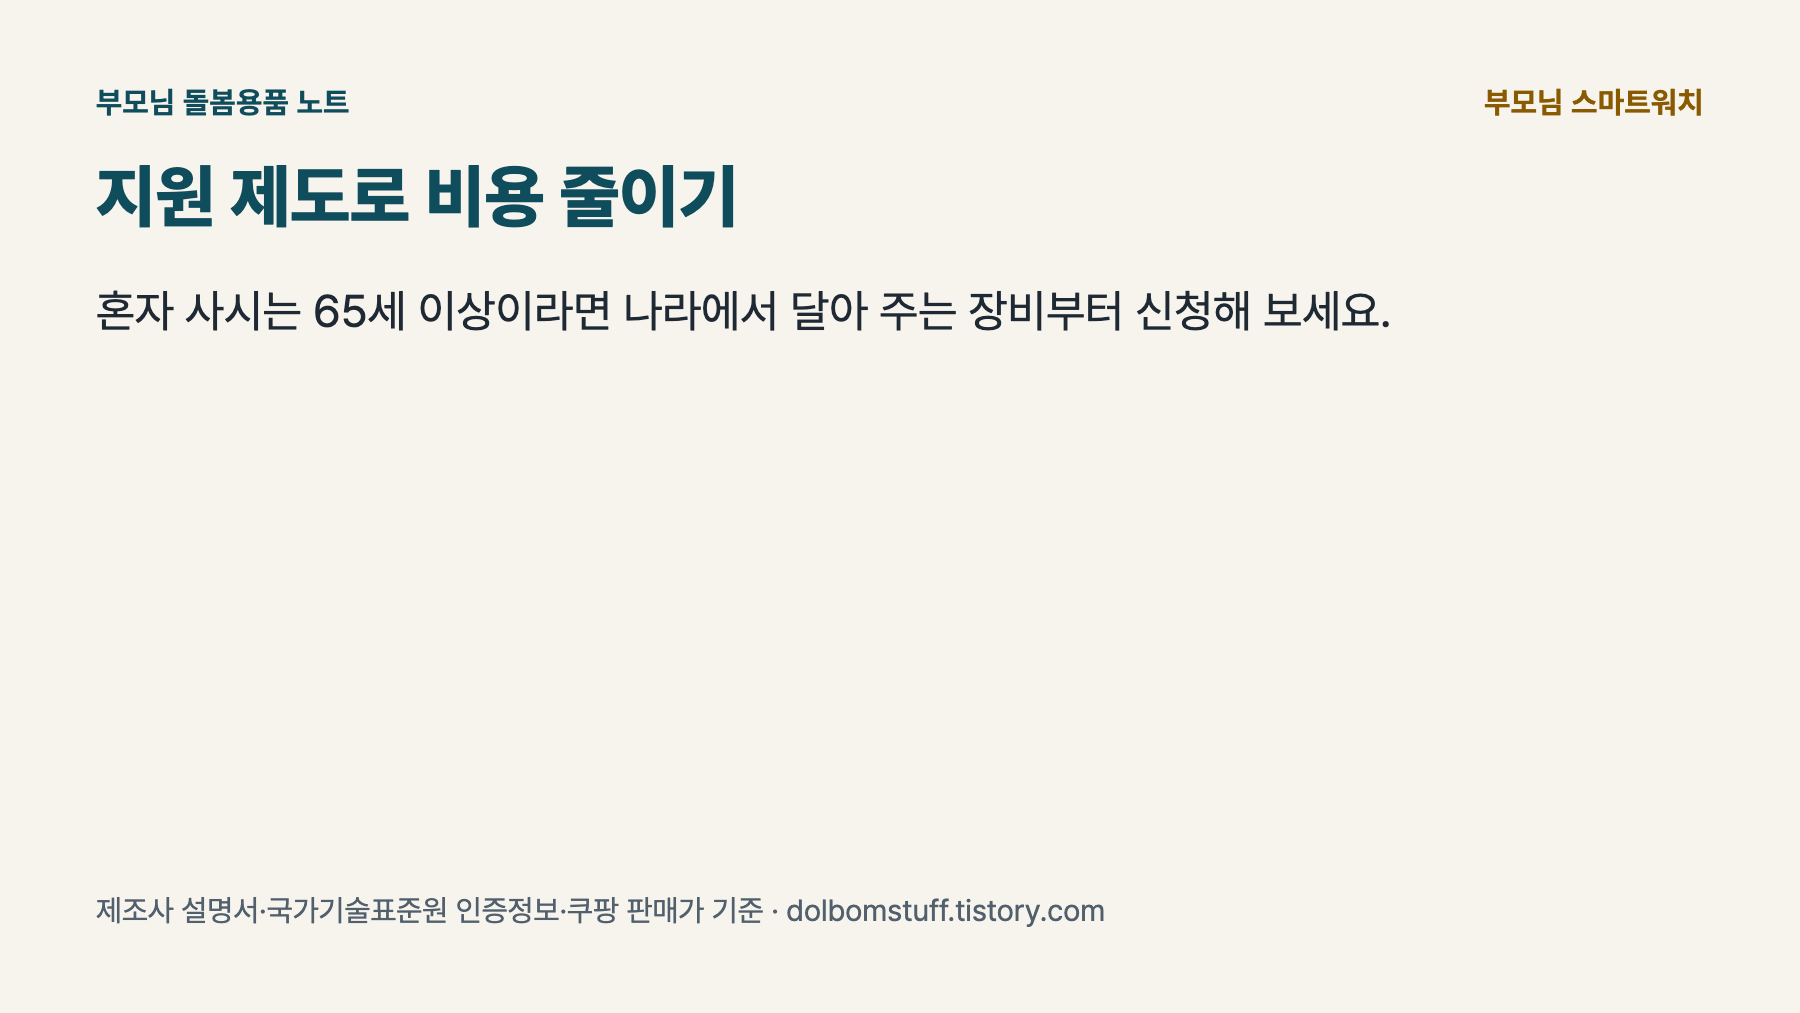 부모님 돌봄용품 노트
부모님 스마트워치
지원 제도로 비용 줄이기
혼자 사시는 65세 이상이라면 나라에서 달아 주는 장비부터 신청해 보세요.
제조사 설명서·국가기술표준원 인증정보·쿠팡 판매가 기준 · dolbomstuff.tistory.com